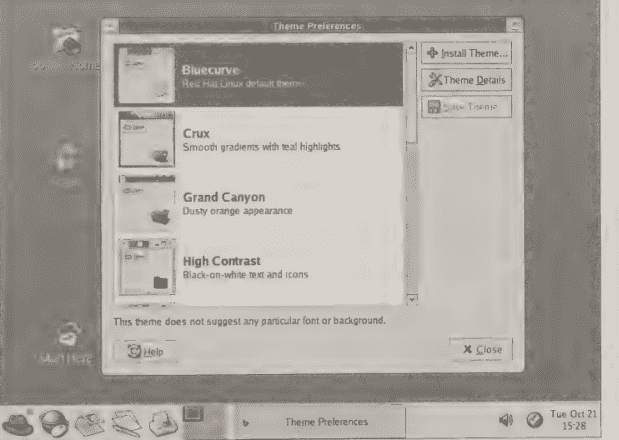 Theme Preferences
Bluecurve
Red Hat Linux default theme
Install Theme...
Theme Details
Save Theme
Crux
Smooth gradients with teal highlights
Grand Canyon
Dusty orange appearance
High Contrast
Black-on-white text and icons
This theme does not suggest any particular font or background.
Help
Close
Theme Preferences
Tue Oct 21
15:28